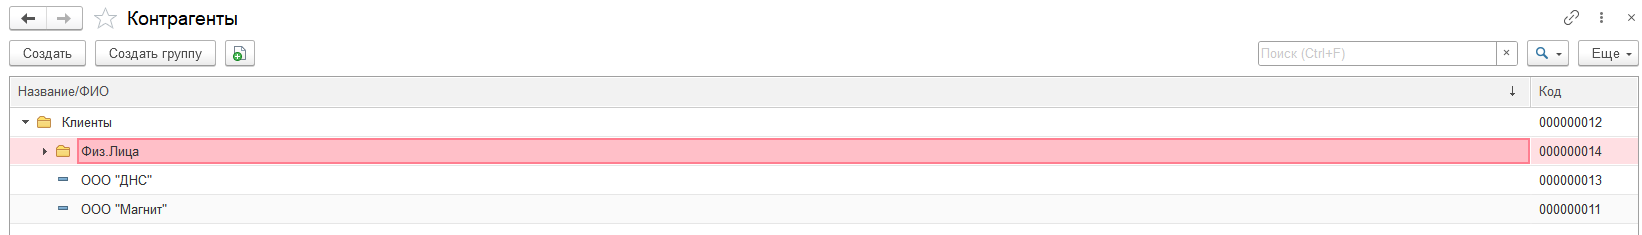 Контрагенты
Создать Создать группу Поиск (Ctrl+F) × Еще
Название/ФИО ↓ Код
Клиенты 000000012
Физ.Лица 000000014
ООО "ДНС" 000000013
ООО "Магнит" 000000011